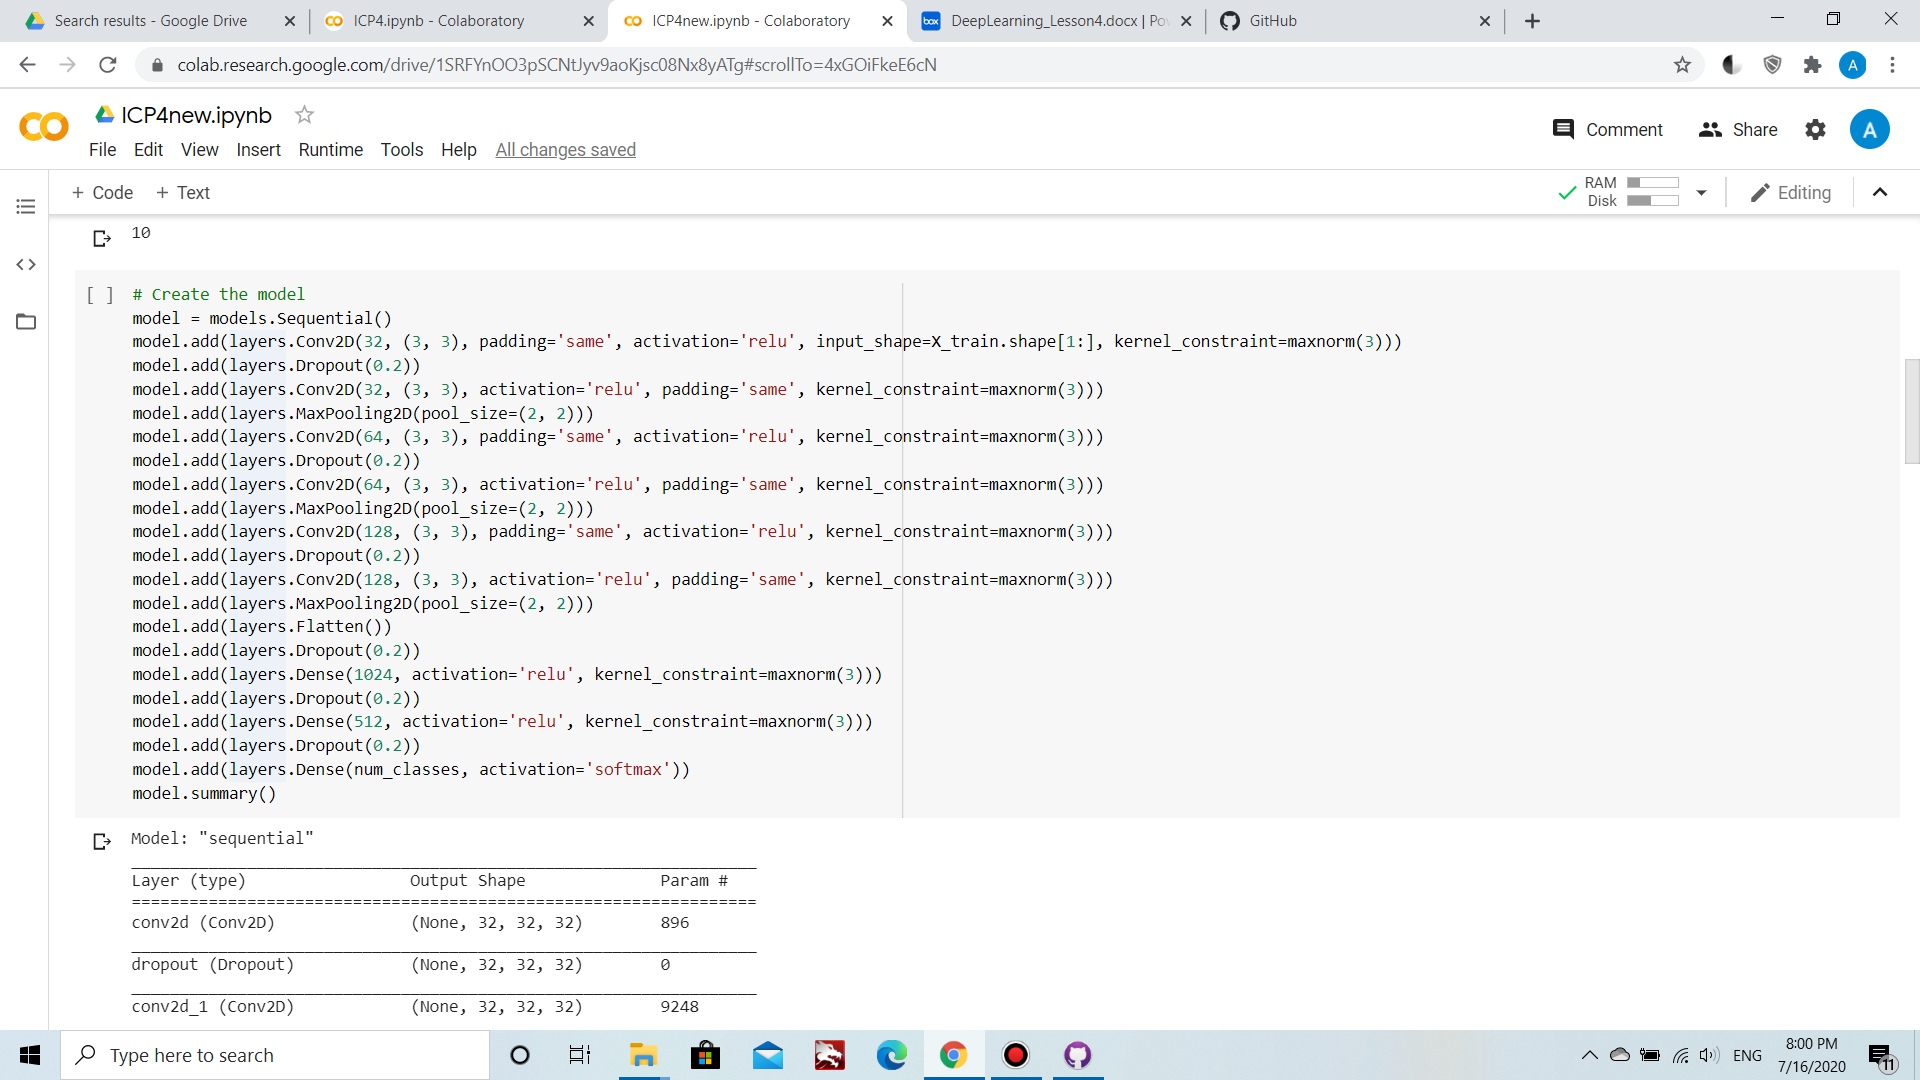 Search results - Google Drive
ICP4.ipynb - Colaboratory
ICP4new.ipynb - Colaboratory
box DeepLearning_Lesson4.docx | Po
GitHub
colab.research.google.com/drive/1SRFYnOO3pSCNtJyv9aoKjsc08Nx8yATg#scrollTo=4xGOiFkeE6cN
A
ICP4new.ipynb
Comment Share A
File Edit View Insert Runtime Tools Help All changes saved
+ Code + Text
RAM
Disk
Editing
10
[ ] # Create the model
model = models.Sequential()
model.add(layers.Conv2D(32, (3, 3), padding='same', activation='relu', input_shape=X_train.shape[1:], kernel_constraint=maxnorm(3)))
model.add(layers.Dropout(0.2))
model.add(layers.Conv2D(32, (3, 3), activation='relu', padding='same', kernel_constraint=maxnorm(3)))
model.add(layers.MaxPooling2D(pool_size=(2, 2)))
model.add(layers.Conv2D(64, (3, 3), padding='same', activation='relu', kernel_constraint=maxnorm(3)))
model.add(layers.Dropout(0.2))
model.add(layers.Conv2D(64, (3, 3), activation='relu', padding='same', kernel_constraint=maxnorm(3)))
model.add(layers.MaxPooling2D(pool_size=(2, 2)))
model.add(layers.Conv2D(128, (3, 3), padding='same', activation='relu', kernel_constraint=maxnorm(3)))
model.add(layers.Dropout(0.2))
model.add(layers.Conv2D(128, (3, 3), activation='relu', padding='same', kernel_constraint=maxnorm(3)))
model.add(layers.MaxPooling2D(pool_size=(2, 2)))
model.add(layers.Flatten())
model.add(layers.Dropout(0.2))
model.add(layers.Dense(1024, activation='relu', kernel_constraint=maxnorm(3)))
model.add(layers.Dropout(0.2))
model.add(layers.Dense(512, activation='relu', kernel_constraint=maxnorm(3)))
model.add(layers.Dropout(0.2))
model.add(layers.Dense(num_classes, activation='softmax'))
model.summary()
Model: "sequential"
_________________________________________________________________
Layer (type) Output Shape Param #
=================================================================
conv2d (Conv2D) (None, 32, 32, 32) 896
_________________________________________________________________
dropout (Dropout) (None, 32, 32, 32) 0
_________________________________________________________________
conv2d_1 (Conv2D) (None, 32, 32, 32) 9248
Type here to search
ENG
8:00 PM
7/16/2020
11